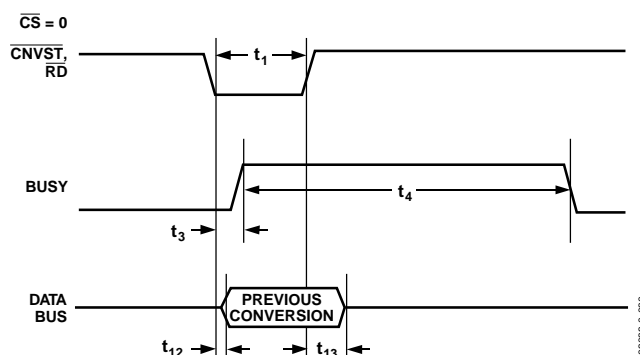 CS = 0
CNVST,
RD
t1
BUSY
t4
t3
DATA
BUS
PREVIOUS
CONVERSION
t12
t13